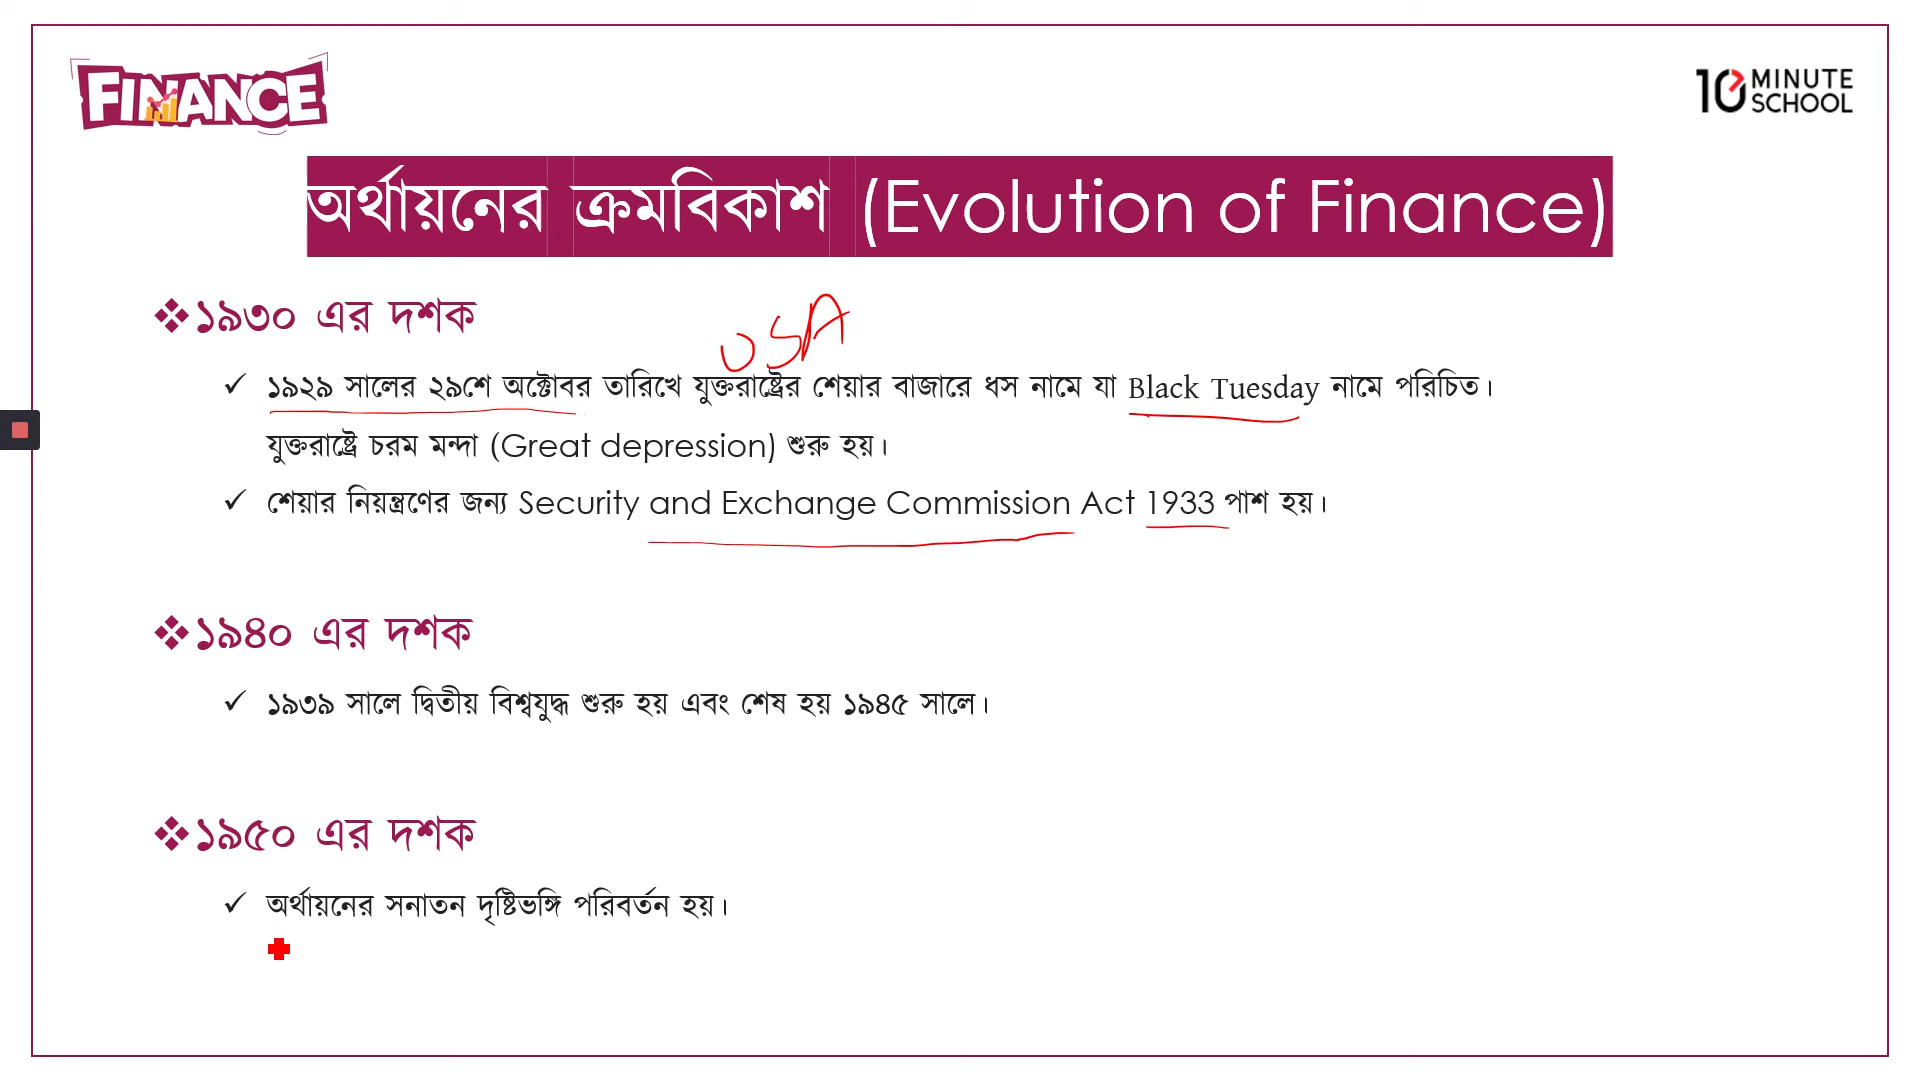 FINANCE
10 MINUTE SCHOOL
অর্থায়নের ক্রমবিকাশ (Evolution of Finance)
❖১৯৩০ এর দশক
USA
✓ ১৯২৯ সালের ২৯শে অক্টোবর তারিখে যুক্তরাষ্ট্রের শেয়ার বাজারে ধস নামে যা Black Tuesday নামে পরিচিত।
যুক্তরাষ্ট্রে চরম মন্দা (Great depression) শুরু হয়।
✓ শেয়ার নিয়ন্ত্রণের জন্য Security and Exchange Commission Act 1933 পাশ হয়।
❖১৯৪০ এর দশক
✓ ১৯৩৯ সালে দ্বিতীয় বিশ্বযুদ্ধ শুরু হয় এবং শেষ হয় ১৯৪৫ সালে।
❖১৯৫০ এর দশক
✓ অর্থায়নের সনাতন দৃষ্টিভঙ্গি পরিবর্তন হয়।